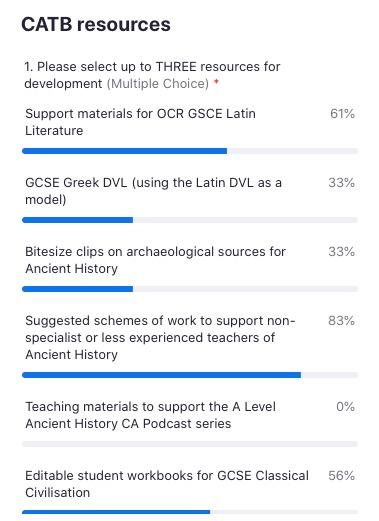 CATB resources
1. Please select up to THREE resources for
development (Multiple Choice) *
Support materials for OCR GSCE Latin 61%
Literature
GCSE Greek DVL (using the Latin DVL as a 33%
model)
Bitesize clips on archaeological sources for 33%
Ancient History
Suggested schemes of work to support non- 83%
specialist or less experienced teachers of
Ancient History
Teaching materials to support the A Level 0%
Ancient History CA Podcast series
Editable student workbooks for GCSE Classical 56%
Civilisation